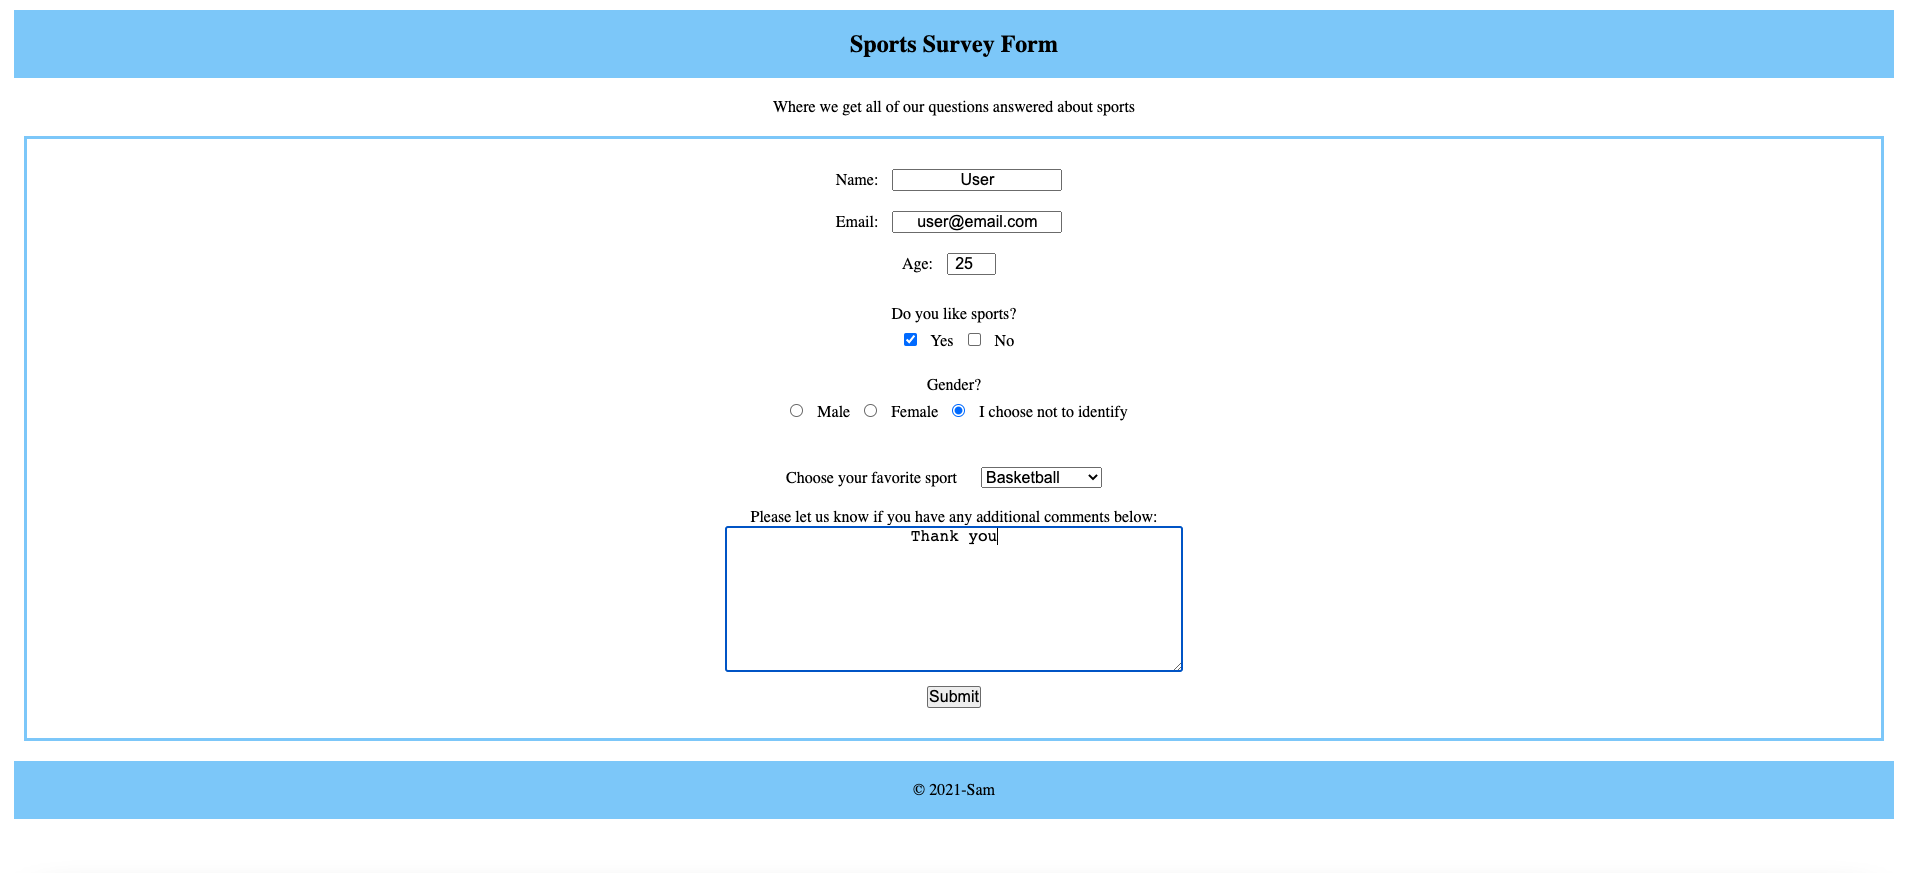 Sports Survey Form
Where we get all of our questions answered about sports
Name: User
Email: user@email.com
Age: 25
Do you like sports?
Yes No
Gender?
Male Female I choose not to identify
Choose your favorite sport Basketball
Please let us know if you have any additional comments below:
Thank you
Submit
© 2021-Sam